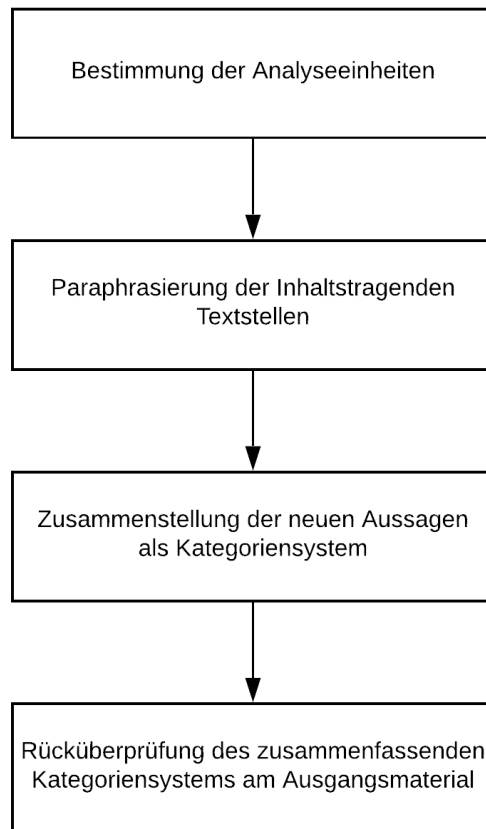 Bestimmung der Analyseeinheiten
Paraphrasierung der Inhaltstragenden
Textstellen
Zusammenstellung der neuen Aussagen
als Kategoriensystem
Rücküberprüfung des zusammenfassenden
Kategoriensystems am Ausgangsmaterial